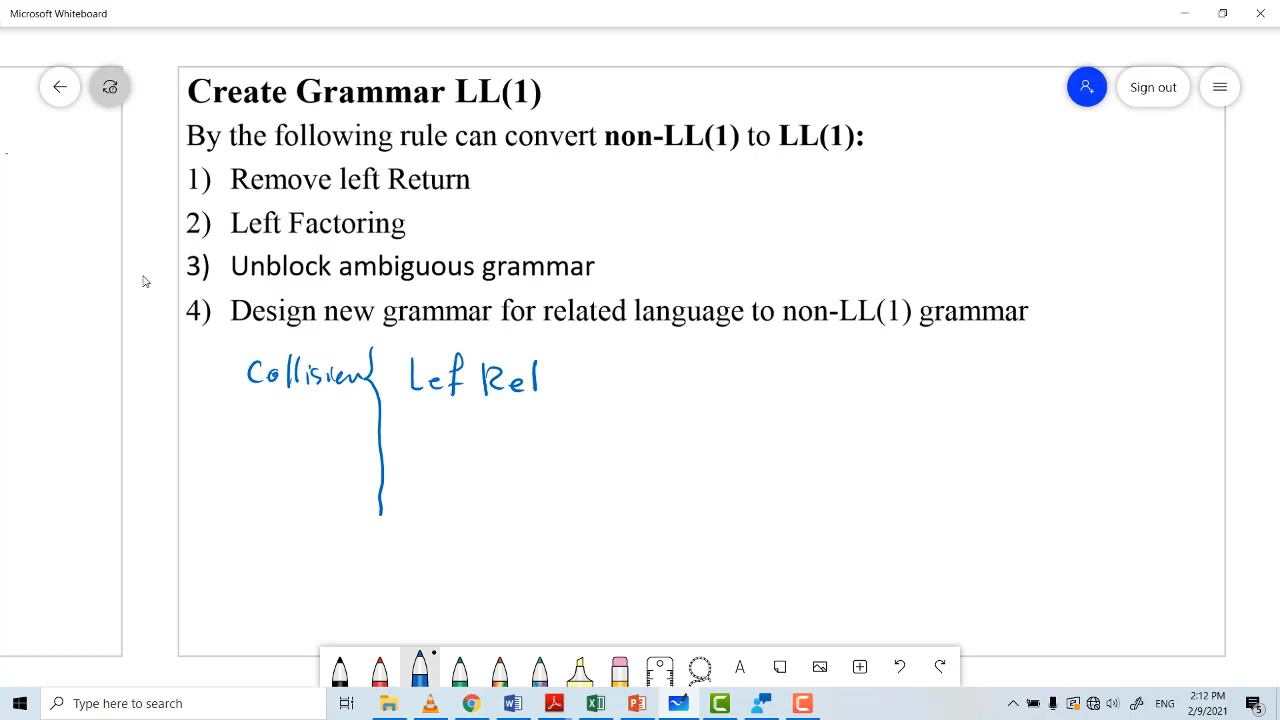 Microsoft Whiteboard
Create Grammar LL(1)
Sign out
By the following rule can convert non-LL(1) to LL(1):
1) Remove left Return
2) Left Factoring
3) Unblock ambiguous grammar
4) Design new grammar for related language to non-LL(1) grammar
Collision Lef Rel
A
Type here to search
ENG
2:12 PM
2/9/2021
5